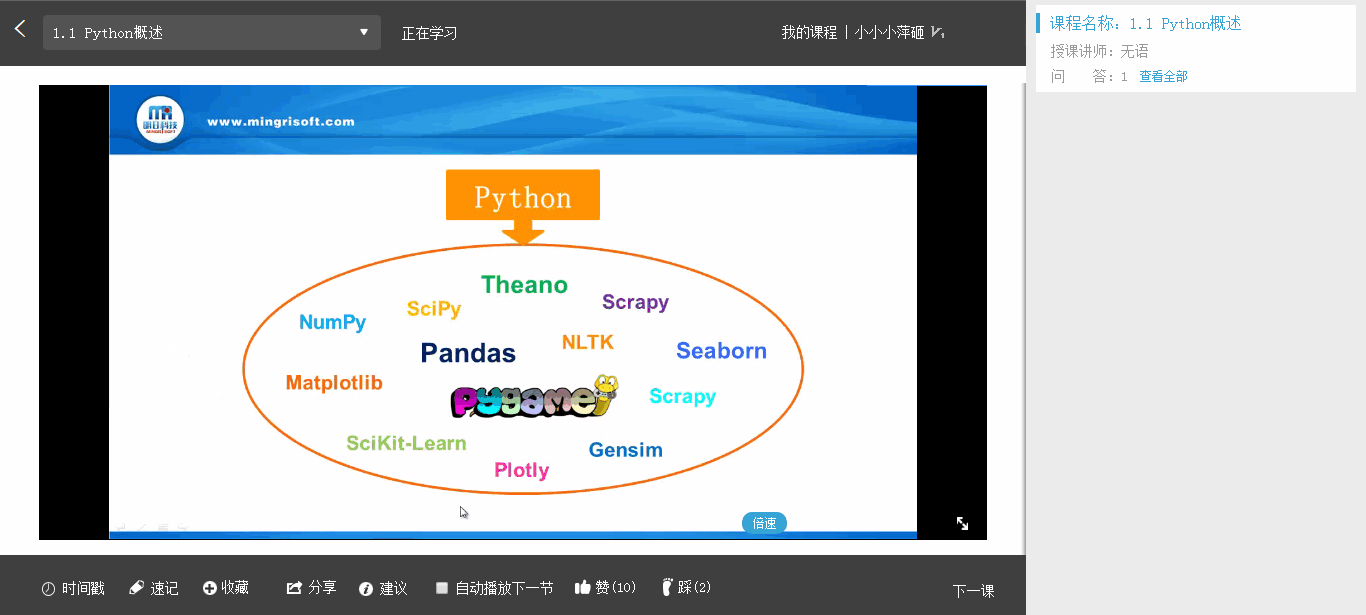 1.1 Python概述
正在学习
我的课程 | 小小小萍砸 V1
课程名称: 1.1 Python概述
授课讲师: 无语
问 答: 1 查看全部
明日科技
MINGRI SOFT
www.mingrisoft.com
Python
Theano
Scrapy
SciPy
NumPy
NLTK
Seaborn
Pandas
Matplotlib
pygame
Scrapy
SciKit-Learn
Gensim
Plotly
倍速
时间戳 速记 收藏 分享 建议 自动播放下一节 赞(10) 踩(2) 下一课